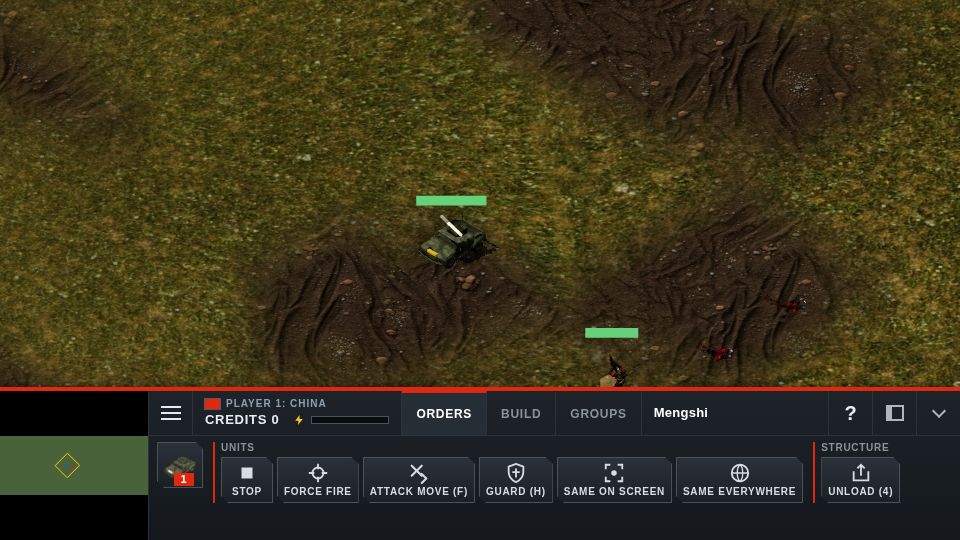 PLAYER 1: CHINA
CREDITS 0
ORDERS
BUILD
GROUPS
Mengshi
?
1
UNITS
STOP
FORCE FIRE
ATTACK MOVE (F)
GUARD (H)
SAME ON SCREEN
SAME EVERYWHERE
STRUCTURE
UNLOAD (4)